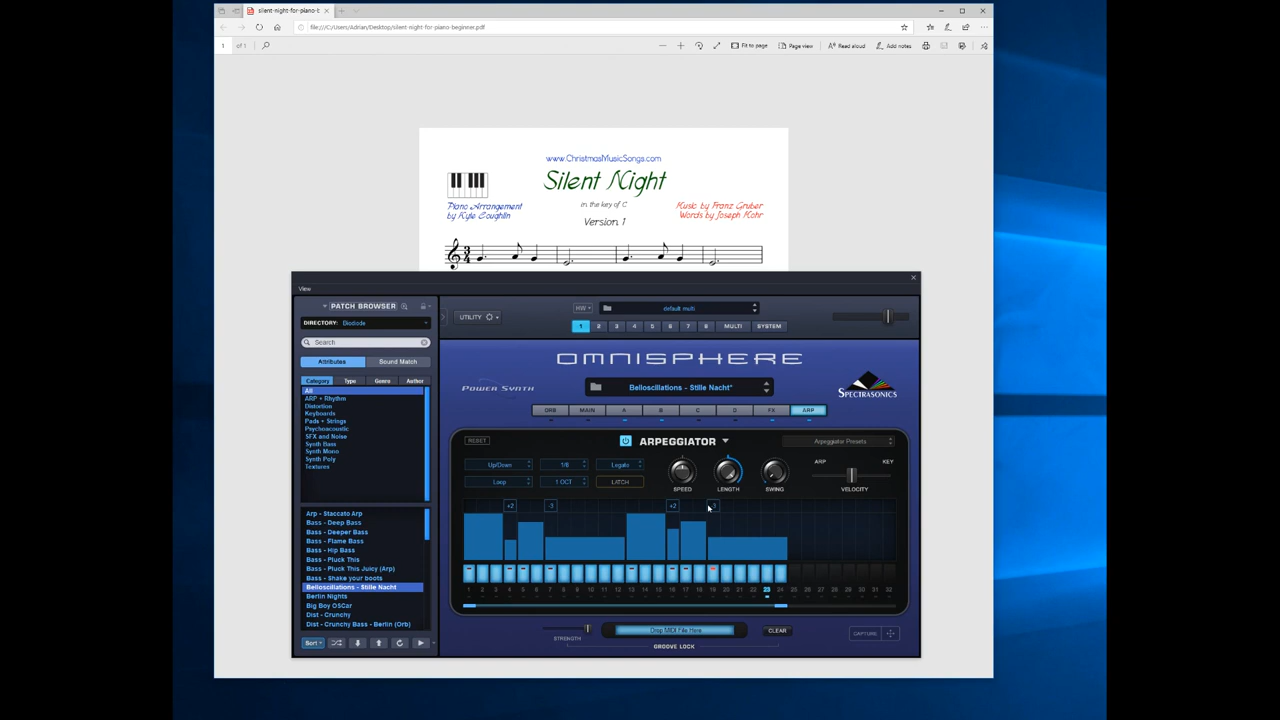 silent-night-for-piano-b
file:///C:/Users/Adrian/Desktop/silent-night-for-piano-beginner.pdf
1 of 1
Fit to page
Page view
Read aloud
Add notes
www.ChristmasMusicSongs.com
Silent Night
in the key of C
Version 1
Piano Arrangement
by Kyle Coughlin
Music by Franz Gruber
Words by Joseph Mohr
View
PATCH BROWSER
DIRECTORY: Diodode
Search
Attributes Sound Match
Category Type Genre Author
All
ARP + Rhythm
Distortion
Keyboards
Pads + Strings
Psychoacoustic
SFX and Noise
Synth Bass
Synth Mono
Synth Poly
Textures
Arp - Staccato Arp
Bass - Deep Bass
Bass - Deeper Bass
Bass - Flame Bass
Bass - Hip Bass
Bass - Pluck This
Bass - Pluck This Juicy (Arp)
Bass - Shake your boots
Belloscillations - Stille Nacht
Berlin Nights
Big Boy OSCar
Dist - Crunchy
Dist - Crunchy Bass - Berlin (Orb)
Sort
UTILITY
HW
default multi
1 2 3 4 5 6 7 8 MULTI SYSTEM
OMNISPHERE
POWER SYNTH
Belloscillations - Stille Nacht*
SPECTRASONICS
ORB MAIN A B C D FX ARP
RESET
ARPEGGIATOR
Arpeggiator Presets
Up/Down 1/8 Legato
Loop 1 OCT LATCH
SPEED LENGTH SWING
ARP KEY
VELOCITY
+2 -3 +2 -3
1 2 3 4 5 6 7 8 9 10 11 12 13 14 15 16 17 18 19 20 21 22 23 24 25 26 27 28 29 30 31 32
STRENGTH
Drop MIDI File Here
CLEAR
CAPTURE
GROOVE LOCK